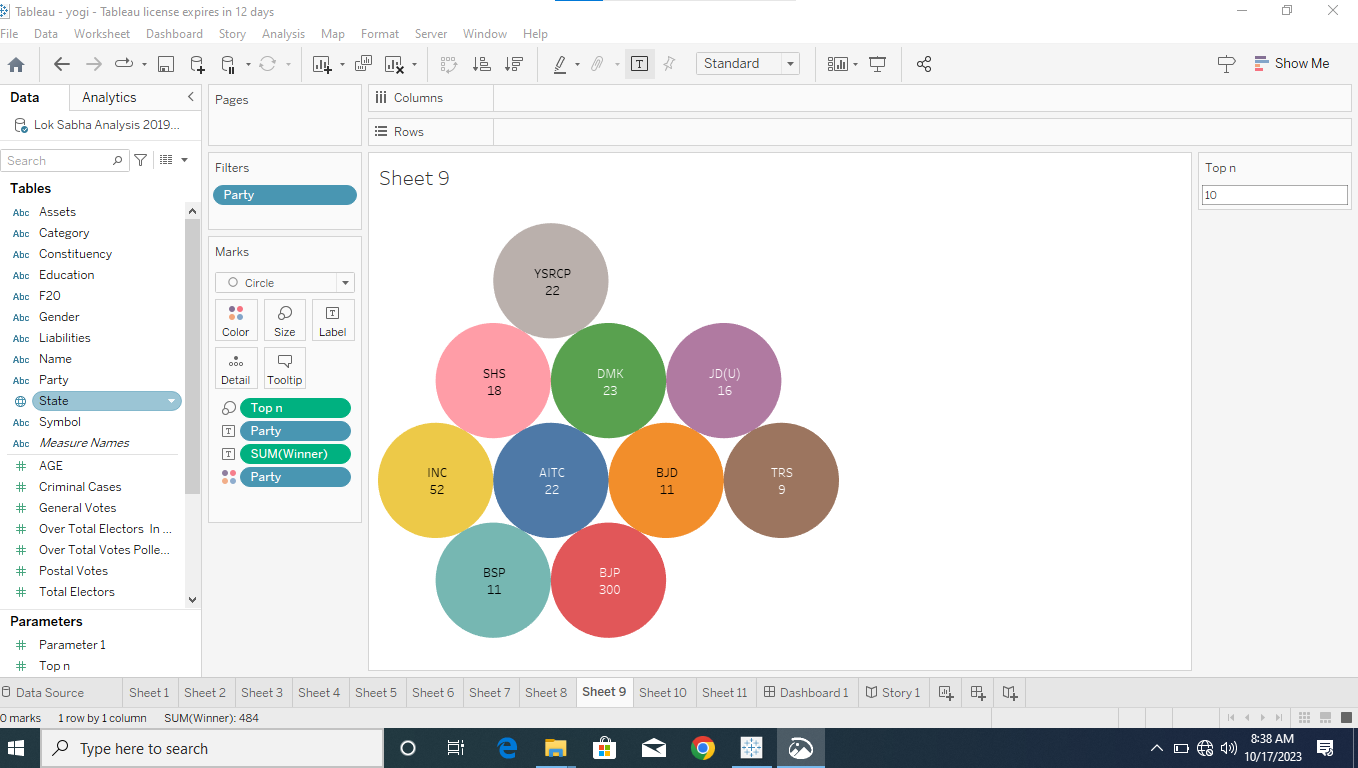 Tableau - yogi - Tableau license expires in 12 days
File Data Worksheet Dashboard Story Analysis Map Format Server Window Help
Standard
Show Me
Data Analytics
Lok Sabha Analysis 2019...
Search
Tables
Abc Assets
Abc Category
Abc Constituency
Abc Education
Abc F20
Abc Gender
Abc Liabilities
Abc Name
Abc Party
State
Abc Symbol
Abc Measure Names
AGE
Criminal Cases
General Votes
Over Total Electors In ...
Over Total Votes Polle...
Postal Votes
Total Electors
Parameters
Parameter 1
Top n
Pages
Filters
Party
Marks
Circle
Color Size Label
Detail Tooltip
Top n
Party
SUM(Winner)
Party
Columns
Rows
Sheet 9
YSRCP
22
SHS
18
DMK
23
JD(U)
16
INC
52
AITC
22
BJD
11
TRS
9
BSP
11
BJP
300
Top n
10
Data Source Sheet 1 Sheet 2 Sheet 3 Sheet 4 Sheet 5 Sheet 6 Sheet 7 Sheet 8 Sheet 9 Sheet 10 Sheet 11 Dashboard 1 Story 1
0 marks 1 row by 1 column SUM(Winner): 484
Type here to search
8:38 AM
10/17/2023